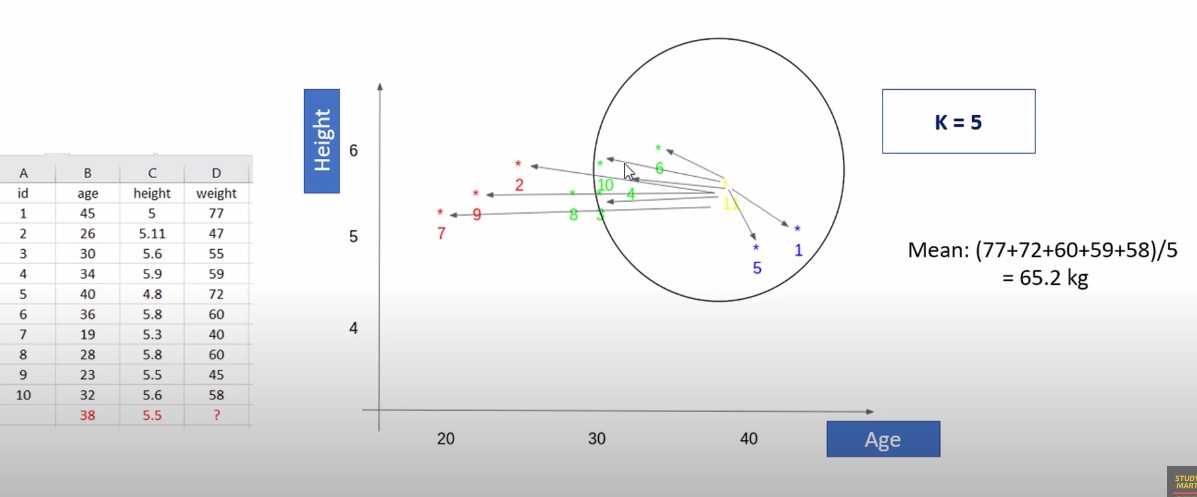 A B C D
id age height weight
1 45 5 77
2 26 5.11 47
3 30 5.6 55
4 34 5.9 59
5 40 4.8 72
6 36 5.8 60
7 19 5.3 40
8 28 5.8 60
9 23 5.5 45
10 32 5.6 58
38 5.5 ?
Height
6
5
4
20 30 40
Age
2
9
7
8
3
10
4
6
11
5
1
K = 5
Mean: (77+72+60+59+58)/5
= 65.2 kg
STUDY
MART